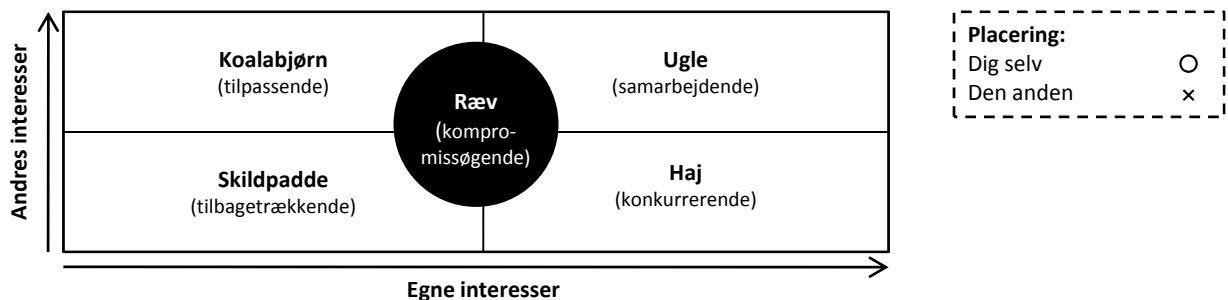 Andres interesser
Koalabjørn
(tilpassende)
Ugle
(samarbejdende)
Ræv
(kompro-
missøgende)
Skildpadde
(tilbagetrækkende)
Haj
(konkurrerende)
Egne interesser
Placering:
Dig selv
Den anden